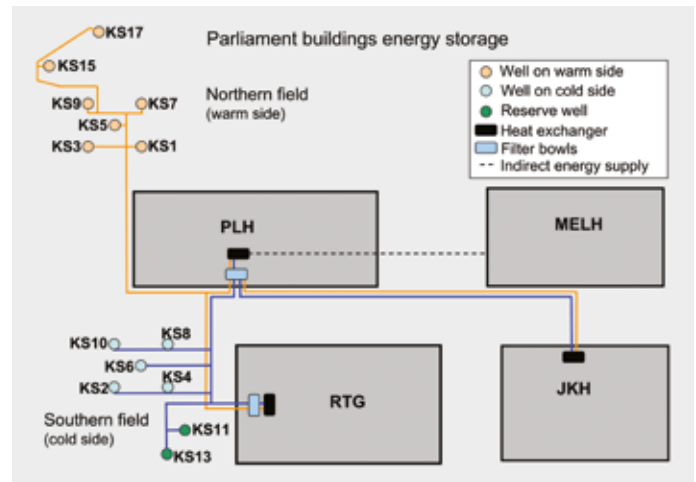 KS17
Parliament buildings energy storage
KS15
Well on warm side
Well on cold side
Reserve well
Heat exchanger
Filter bowls
Indirect energy supply
KS9
KS7
Northern field
(warm side)
KS5
KS3
KS1
PLH
MELH
KS10
KS8
KS6
KS2
KS4
RTG
JKH
Southern field
(cold side)
KS11
KS13